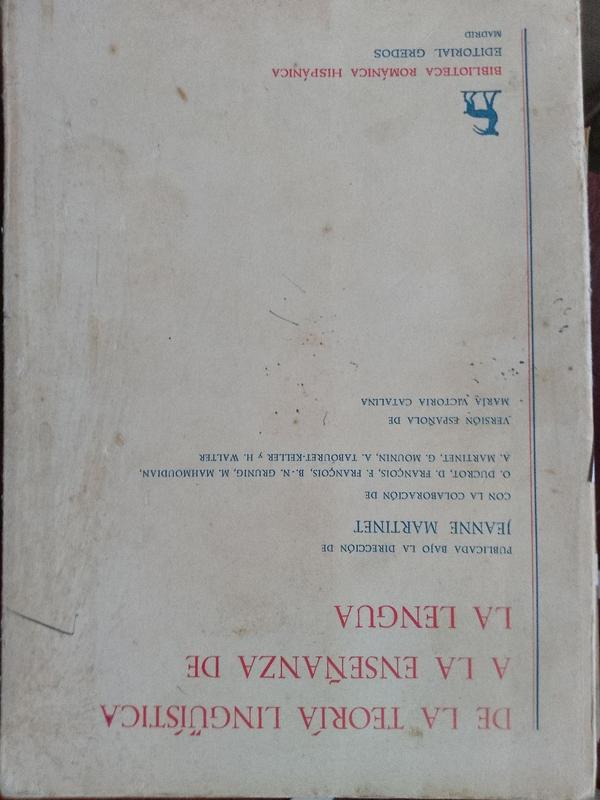 DE LA TEORÍA LINGÜÍSTICA
A LA ENSEÑANZA DE
LA LENGUA
PUBLICADA BAJO LA DIRECCIÓN DE
JEANNE MARTINET
CON LA COLABORACIÓN DE
O. DUCROT, D. FRANÇOIS, F. FRANÇOIS, B.-N. GRUNIG, M. MAHMOUDIAN,
A. MARTINET, G. MOUNIN, A. TABOURET-KELLER y H. WALTER
VERSIÓN ESPAÑOLA DE
MARÍA VICTORIA CATALINA
BIBLIOTECA ROMÁNICA HISPÁNICA
EDITORIAL GREDOS
MADRID